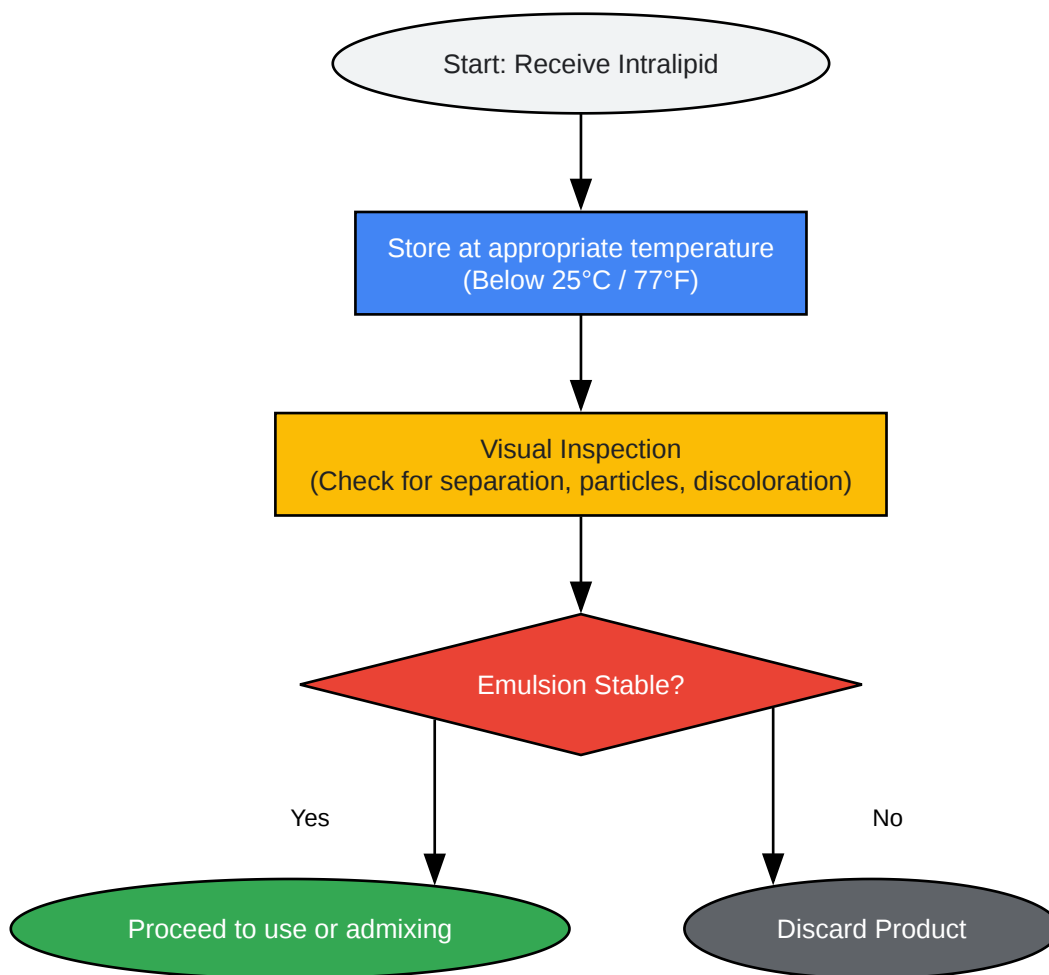 Start: Receive Intralipid
Store at appropriate temperature
(Below 25°C / 77°F)
Visual Inspection
(Check for separation, particles, discoloration)
Emulsion Stable?
Yes
No
Proceed to use or admixing
Discard Product